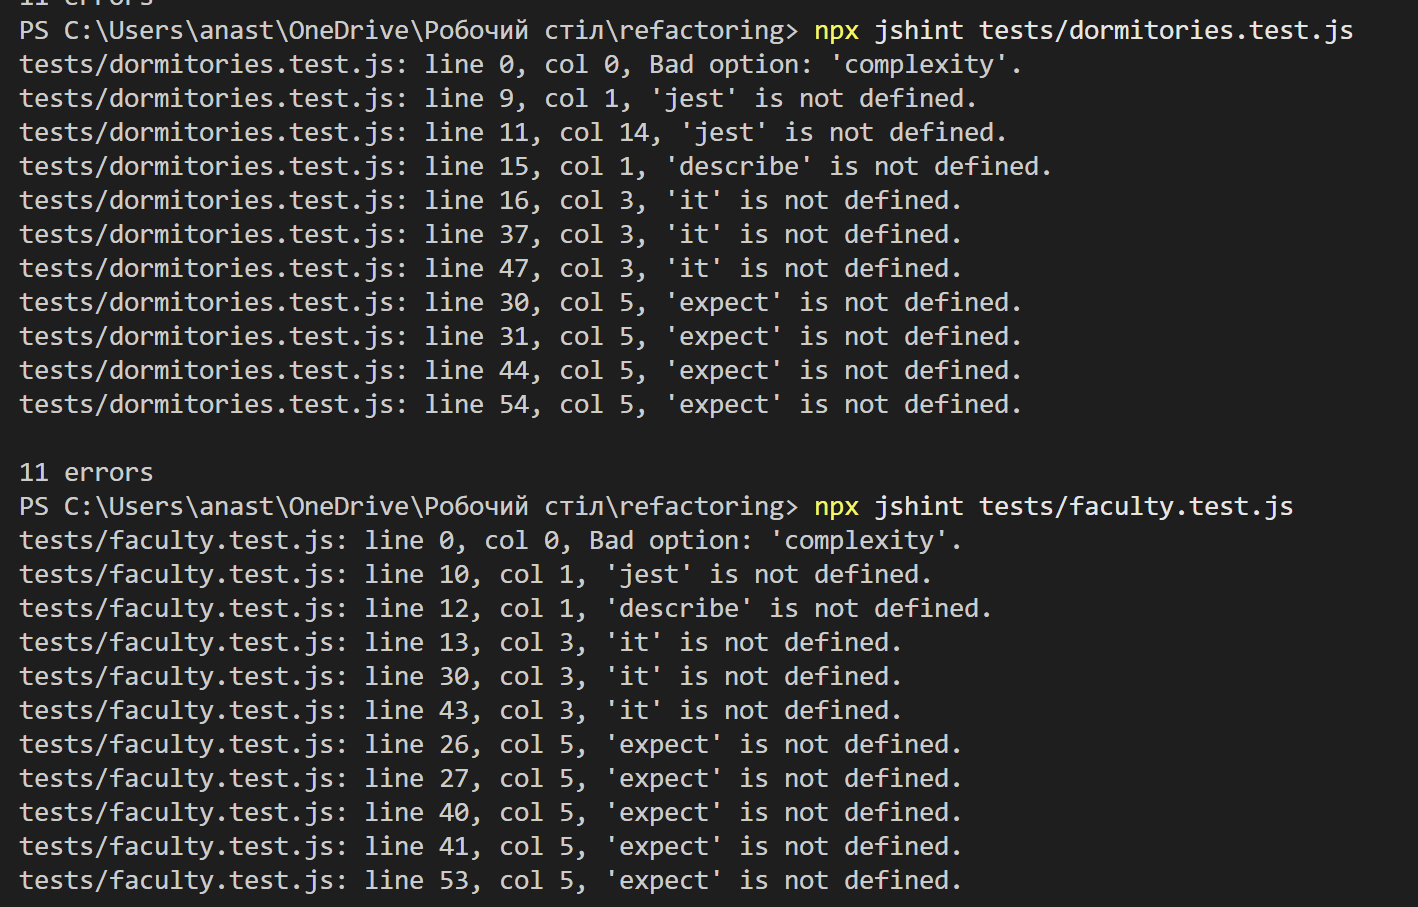 11 errors
PS C:\Users\anast\OneDrive\Робочий стіл\refactoring> npx jshint tests/dormitories.test.js
tests/dormitories.test.js: line 0, col 0, Bad option: 'complexity'.
tests/dormitories.test.js: line 9, col 1, 'jest' is not defined.
tests/dormitories.test.js: line 11, col 14, 'jest' is not defined.
tests/dormitories.test.js: line 15, col 1, 'describe' is not defined.
tests/dormitories.test.js: line 16, col 3, 'it' is not defined.
tests/dormitories.test.js: line 37, col 3, 'it' is not defined.
tests/dormitories.test.js: line 47, col 3, 'it' is not defined.
tests/dormitories.test.js: line 30, col 5, 'expect' is not defined.
tests/dormitories.test.js: line 31, col 5, 'expect' is not defined.
tests/dormitories.test.js: line 44, col 5, 'expect' is not defined.
tests/dormitories.test.js: line 54, col 5, 'expect' is not defined.
11 errors
PS C:\Users\anast\OneDrive\Робочий стіл\refactoring> npx jshint tests/faculty.test.js
tests/faculty.test.js: line 0, col 0, Bad option: 'complexity'.
tests/faculty.test.js: line 10, col 1, 'jest' is not defined.
tests/faculty.test.js: line 12, col 1, 'describe' is not defined.
tests/faculty.test.js: line 13, col 3, 'it' is not defined.
tests/faculty.test.js: line 30, col 3, 'it' is not defined.
tests/faculty.test.js: line 43, col 3, 'it' is not defined.
tests/faculty.test.js: line 26, col 5, 'expect' is not defined.
tests/faculty.test.js: line 27, col 5, 'expect' is not defined.
tests/faculty.test.js: line 40, col 5, 'expect' is not defined.
tests/faculty.test.js: line 41, col 5, 'expect' is not defined.
tests/faculty.test.js: line 53, col 5, 'expect' is not defined.